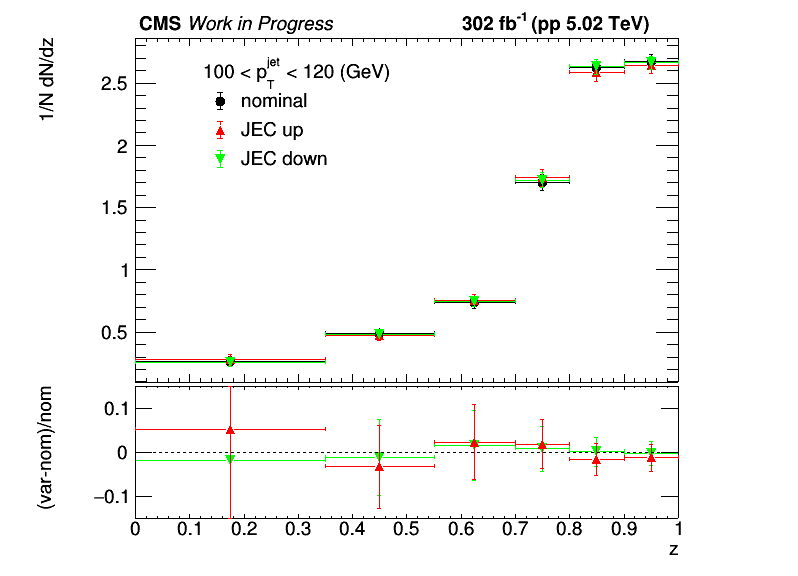 CMS Work in Progress 302 fb-1 (pp 5.02 TeV)
1/N dN/dz
100 < pTjet < 120 (GeV)
nominal
JEC up
JEC down
2.5
2
1.5
1
0.5
(var-nom)/nom
0.1
0
−0.1
0 0.1 0.2 0.3 0.4 0.5 0.6 0.7 0.8 0.9 1
z